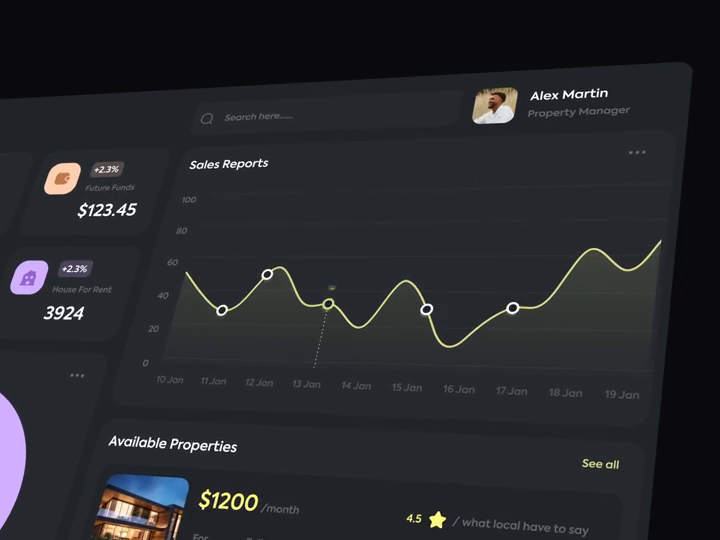 Search here......
Alex Martin
Property Manager
+2.3%
Future Funds
$123.45
+2.3%
House For Rent
3924
Sales Reports
100
80
60
40
20
0
10 Jan
11 Jan
12 Jan
13 Jan
14 Jan
15 Jan
16 Jan
17 Jan
18 Jan
19 Jan
Available Properties
See all
$1200 /month
4.5 / what local have to say
For